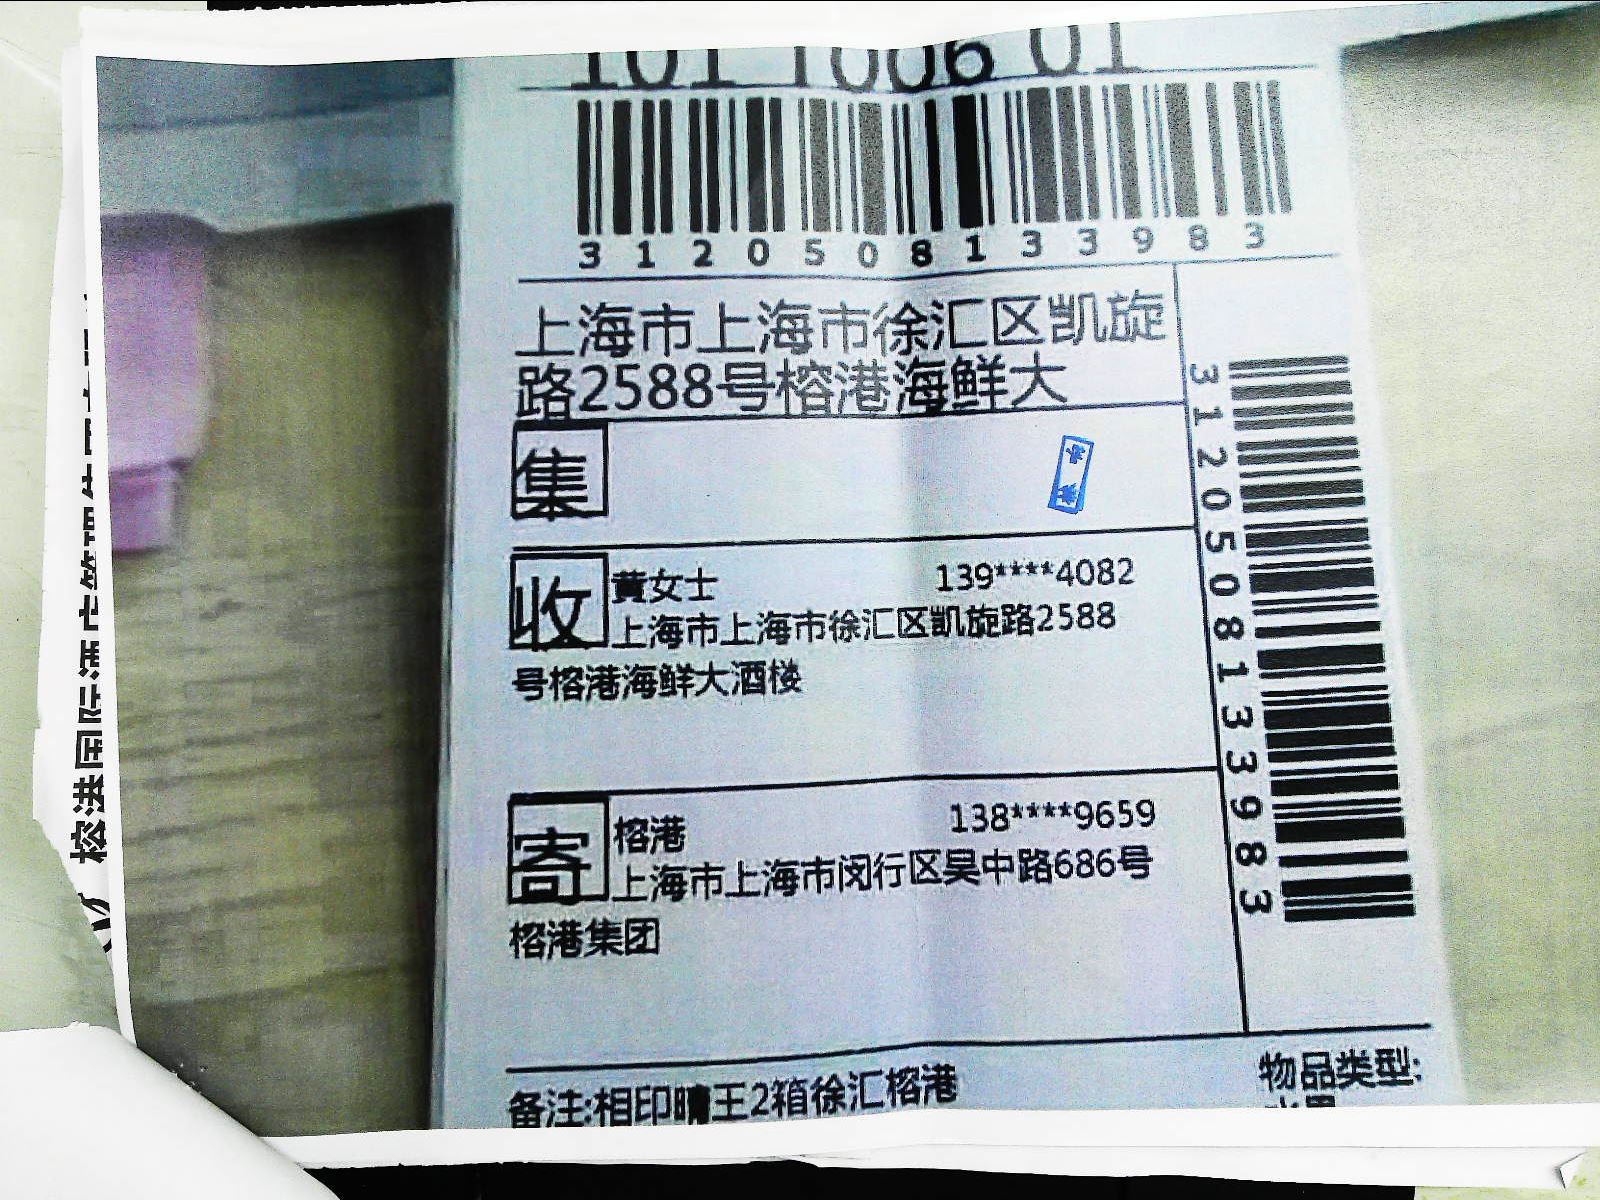 101 T006 01
3120508133983
上海市上海市徐汇区凯旋
路2588号榕港海鲜大
集
收
黄女士 139****4082
上海市上海市徐汇区凯旋路2588
号榕港海鲜大酒楼
寄
榕港 138****9659
上海市上海市闵行区吴中路686号
榕港集团
备注:相印晴王2箱徐汇榕港
物品类型:
3120508133983